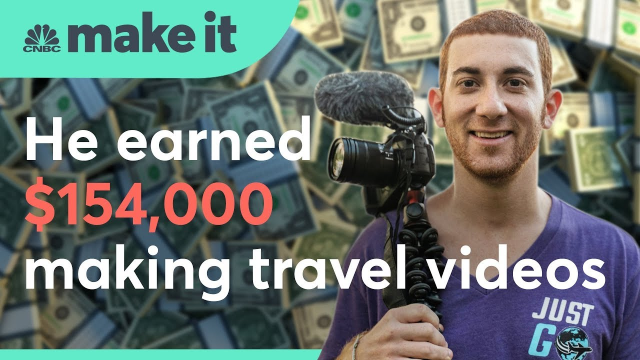 CNBC make it
He earned
$154,000
making travel videos
JUST
GO